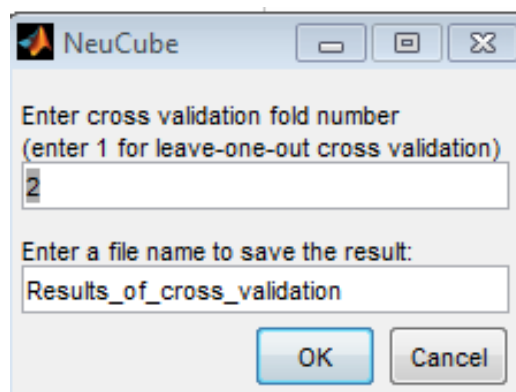 NeuCube
Enter cross validation fold number
(enter 1 for leave-one-out cross validation)
2
Enter a file name to save the result:
Results_of_cross_validation
OK Cancel